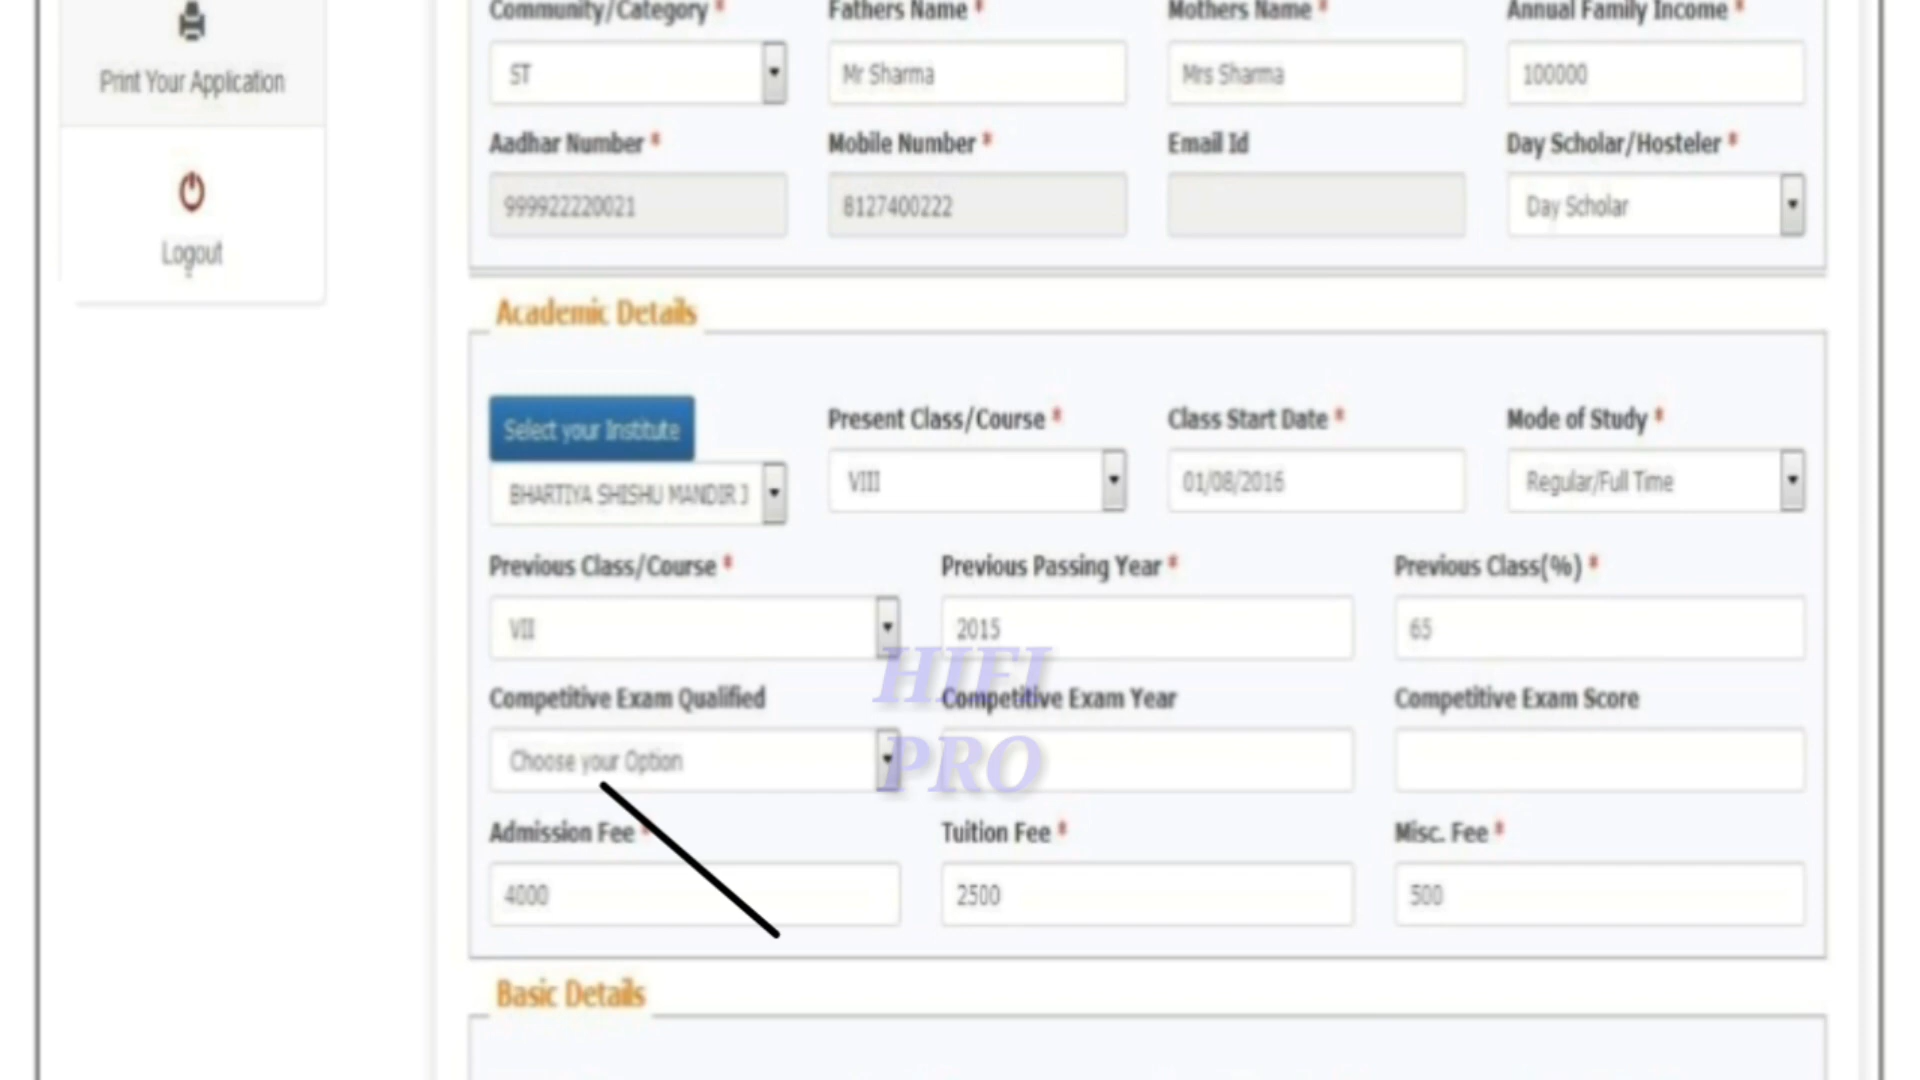 Print Your Application
Logout
Community/Category * Fathers Name * Mothers Name * Annual Family Income *
ST Mr Sharma Mrs Sharma 100000
Aadhar Number * Mobile Number * Email Id Day Scholar/Hosteler *
999922220021 8127400222 Day Scholar
Academic Details
Select your Institute Present Class/Course * Class Start Date * Mode of Study *
BHARTIYA SHISHU MANDIR J VIII 01/08/2016 Regular/Full Time
Previous Class/Course * Previous Passing Year * Previous Class(%) *
VII 2015 65
HIFI
Competitive Exam Qualified Competitive Exam Year Competitive Exam Score
Choose your Option
PRO
Admission Fee * Tuition Fee * Misc. Fee *
4000 2500 500
Basic Details